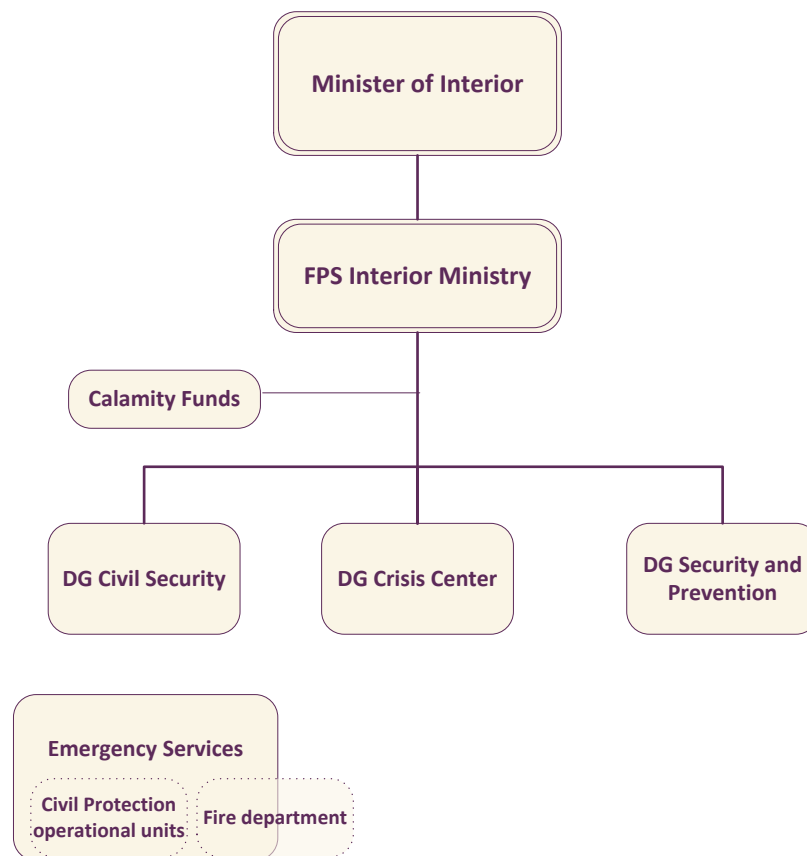 Minister of Interior
FPS Interior Ministry
Calamity Funds
DG Civil Security
DG Crisis Center
DG Security and
Prevention
Emergency Services
Civil Protection
operational units
Fire department